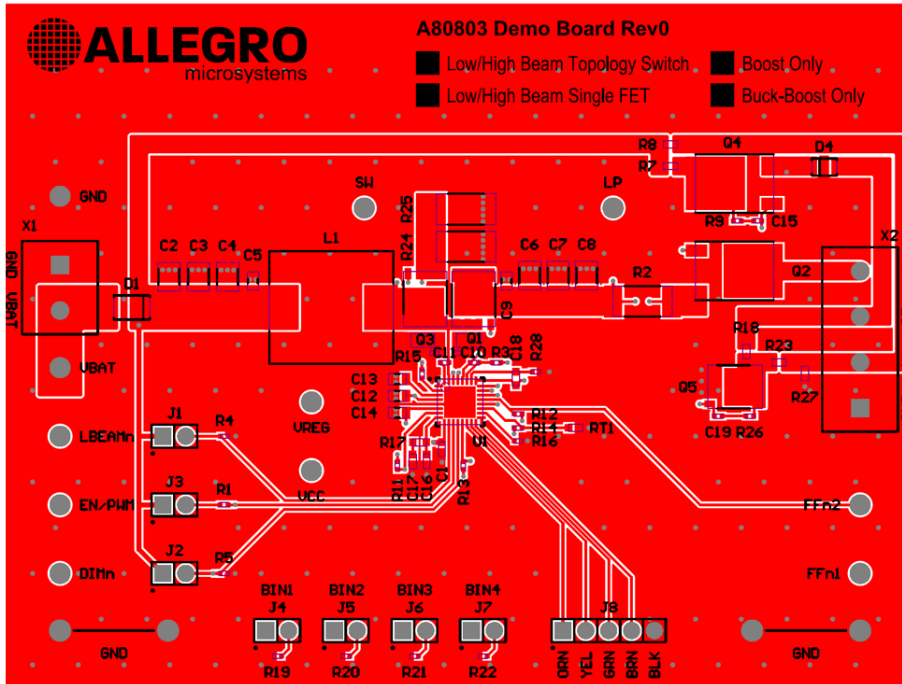 ALLEGRO
microsystems
A80803 Demo Board Rev0
Low/High Beam Topology Switch
Boost Only
Low/High Beam Single FET
Buck-Boost Only
R8
Q4
D4
R7
SW
LP
GND
R25
R9
C15
X1
X2
L1
C2 C3 C4
C5
R24
C6 C7 C8
GND VBAT
D1
R2
Q2
C9
Q3
Q1
R18
R15
C11
C10
R3
C18
R28
R23
VBAT
C13
C12
C14
Q5
R27
VREG
R12
R14
R16
RT1
U1
C19
R26
LBEAMn
J1
R4
R17
R11
C17
C16
C1
R13
VCC
EN/PWM
J3
R1
FFn2
J2
R5
DIMn
FFn1
BIN1
BIN2
BIN3
BIN4
J4
J5
J6
J7
J8
GND
GND
R19
R20
R21
R22
ORN
YEL
GRN
BRN
BLK